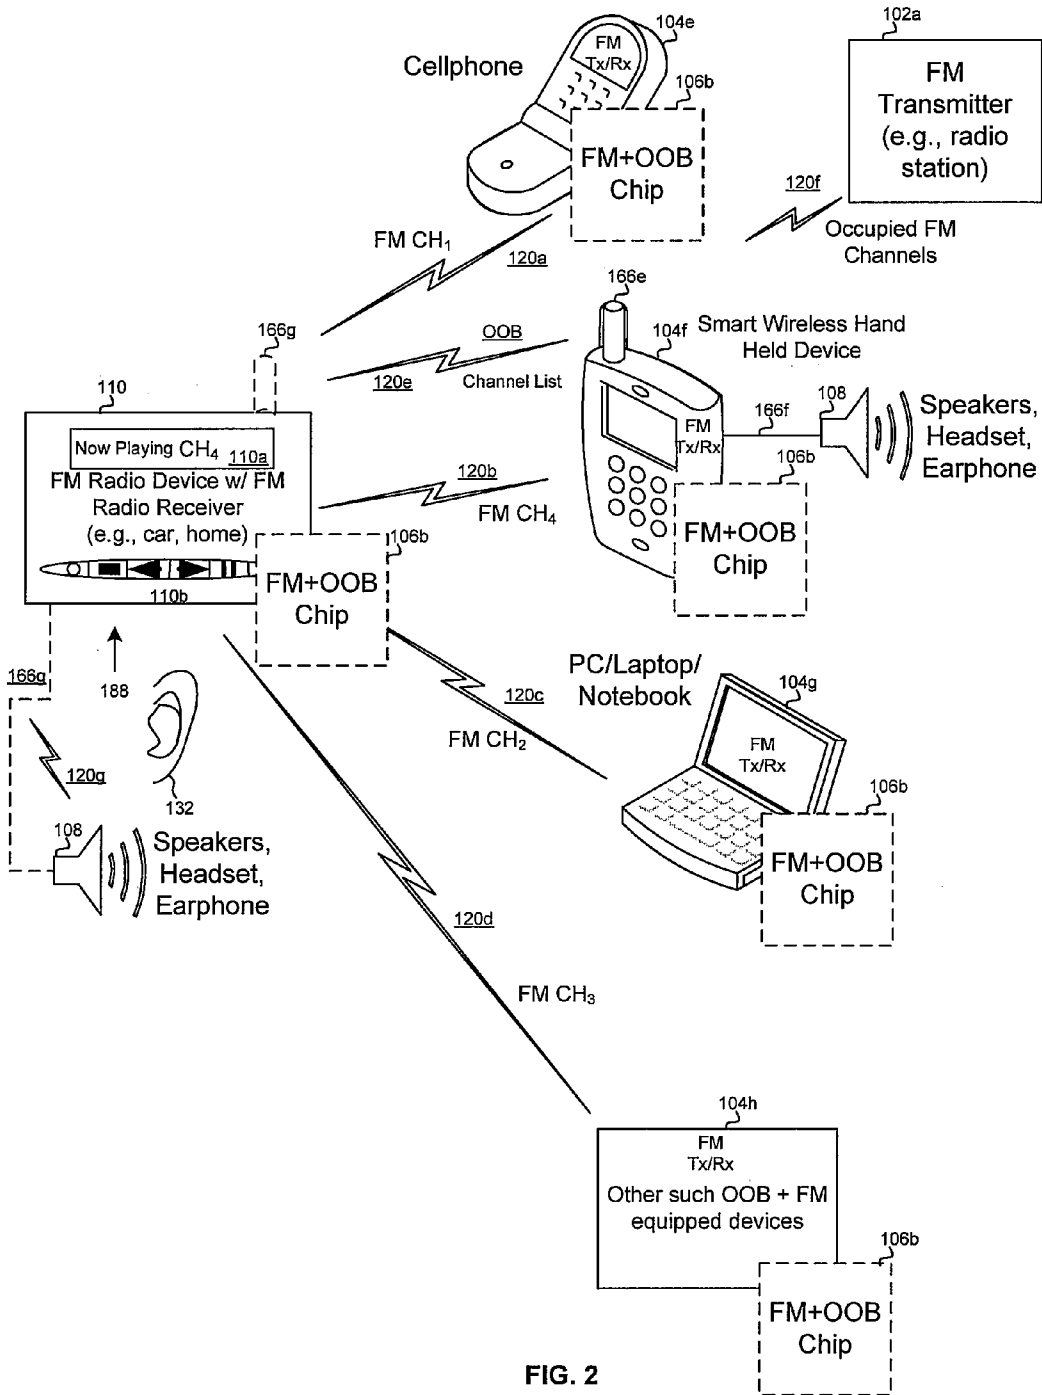 102a
FM
Transmitter
(e.g., radio
station)
104e
FM
Tx/Rx
Cellphone
106b
FM+OOB
Chip
120f
Occupied FM
Channels
FM CH1
120a
166e
166g
OOB
120e
Channel List
104f
Smart Wireless Hand
Held Device
108
166f
Speakers,
Headset,
Earphone
FM
Tx/Rx
106b
FM+OOB
Chip
110
Now Playing CH4
110a
FM Radio Device w/ FM
Radio Receiver
(e.g., car, home)
110b
120b
FM CH4
106b
FM+OOB
Chip
166g
188
132
120g
108
Speakers,
Headset,
Earphone
120c
FM CH2
PC/Laptop/
Notebook
104g
FM
Tx/Rx
106b
FM+OOB
Chip
120d
FM CH3
104h
FM
Tx/Rx
Other such OOB + FM
equipped devices
106b
FM+OOB
Chip
FIG. 2